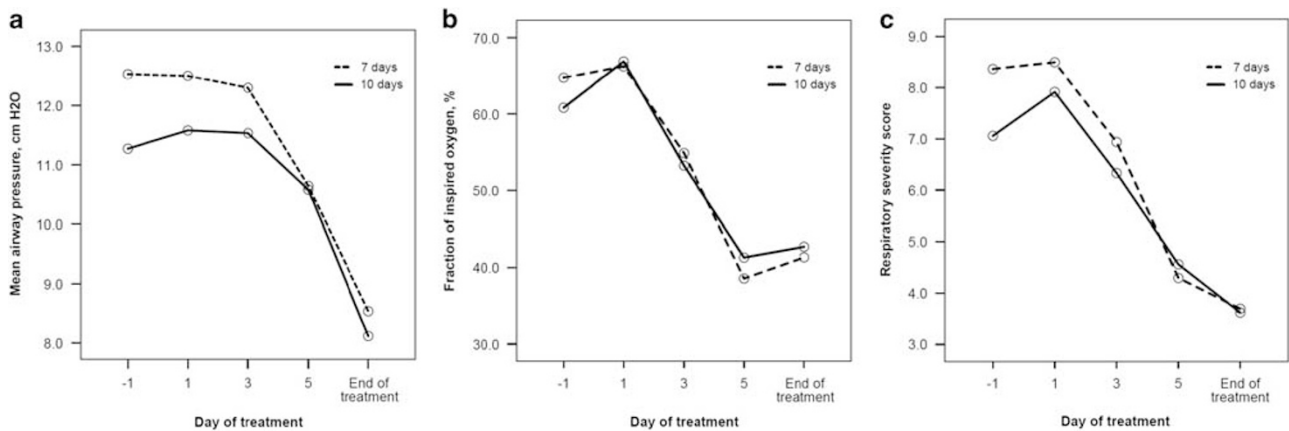 a
Mean airway pressure, cm H2O
13.0
12.0
11.0
10.0
9.0
8.0
7 days
10 days
-1
1
3
5
End of
treatment
Day of treatment
b
Fraction of inspired oxygen, %
70.0
60.0
50.0
40.0
30.0
7 days
10 days
-1
1
3
5
End of
treatment
Day of treatment
c
Respiratory severity score
9.0
8.0
7.0
6.0
5.0
4.0
3.0
7 days
10 days
-1
1
3
5
End of
treatment
Day of treatment